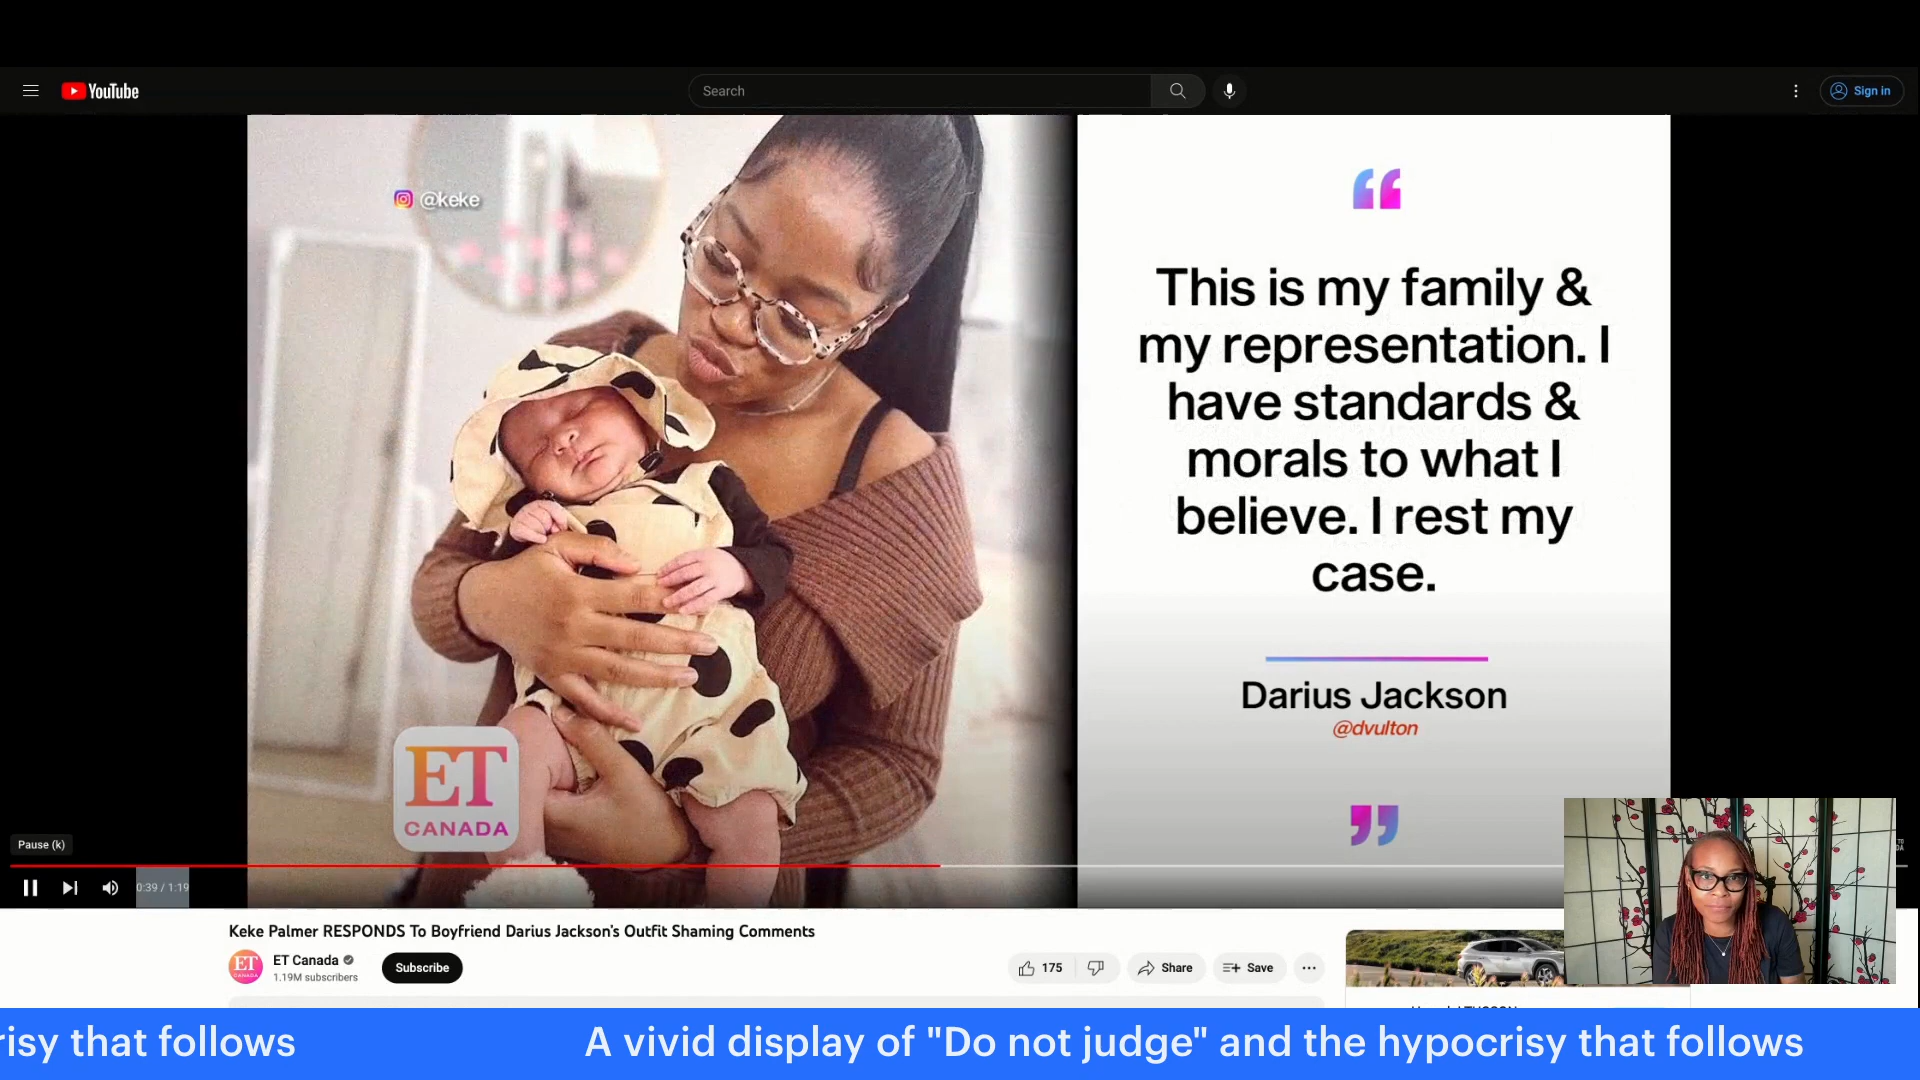 YouTube
Search
Sign in
@keke
This is my family &
my representation. I
have standards &
morals to what I
believe. I rest my
case.
Darius Jackson
@dvulton
ET
CANADA
Pause (k)
0:39 / 1:19
Keke Palmer RESPONDS To Boyfriend Darius Jackson's Outfit Shaming Comments
ET
CANADA
ET Canada
1.19M subscribers
Subscribe
175
Share
Save
risy that follows
A vivid display of "Do not judge" and the hypocrisy that follows